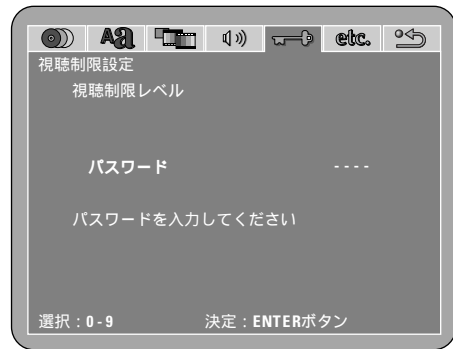 Aa etc.
視聴制限設定
視聴制限レベル
パスワード ----
パスワードを入力してください
選択：0-9 決定：ENTERボタン